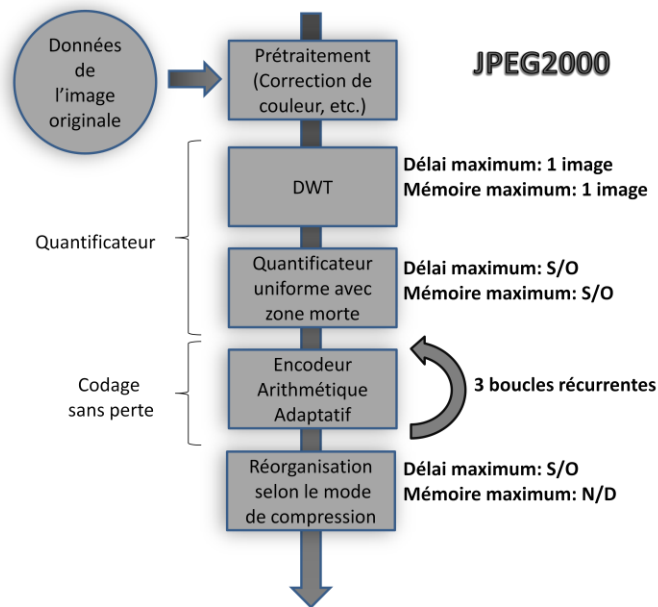 Données
de
l'image
originale
Prétraitement
(Correction de
couleur, etc.)
JPEG2000
DWT
Délai maximum: 1 image
Mémoire maximum: 1 image
Quantificateur
Quantificateur
uniforme avec
zone morte
Délai maximum: S/O
Mémoire maximum: S/O
Codage
sans perte
Encodeur
Arithmétique
Adaptatif
3 boucles récurrentes
Réorganisation
selon le mode
de compression
Délai maximum: S/O
Mémoire maximum: N/D